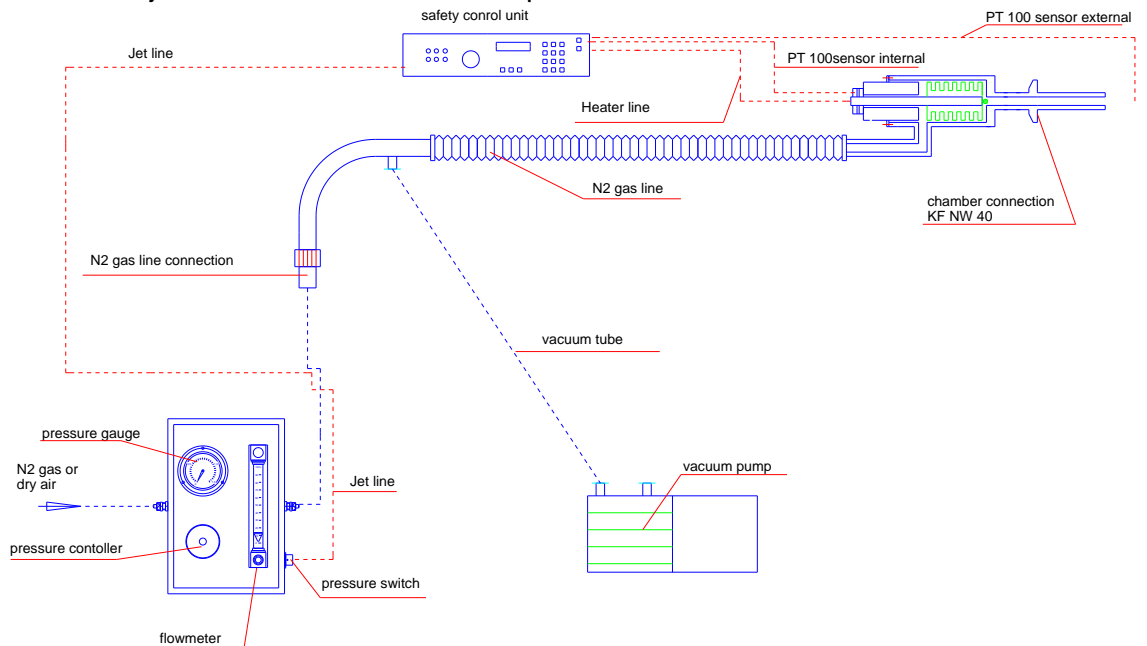 safety conrol unit
PT 100 sensor external
Jet line
PT 100sensor internal
Heater line
N2 gas line
chamber connection
KF NW 40
N2 gas line connection
vacuum tube
pressure gauge
N2 gas or
dry air
Jet line
vacuum pump
pressure contoller
pressure switch
flowmeter